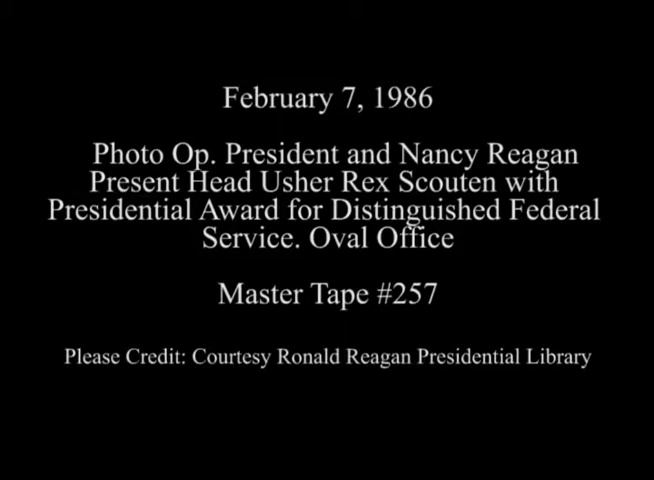 February 7, 1986
Photo Op. President and Nancy Reagan
Present Head Usher Rex Scouten with
Presidential Award for Distinguished Federal
Service. Oval Office
Master Tape #257
Please Credit: Courtesy Ronald Reagan Presidential Library